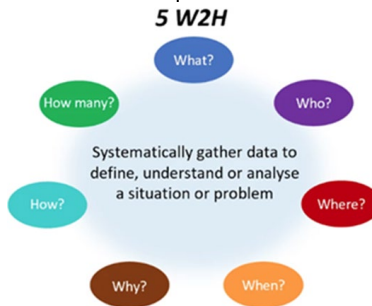 5 W2H
What?
How many?
Who?
Systematically gather data to
define, understand or analyse
a situation or problem
How?
Where?
Why?
When?